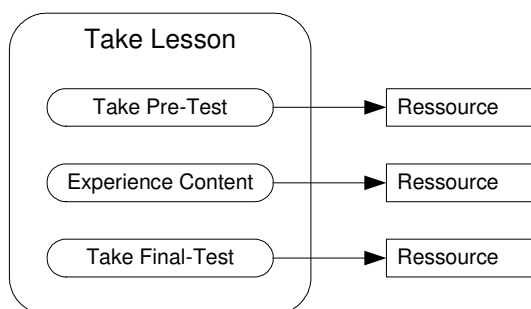 Take Lesson
Take Pre-Test
Ressource
Experience Content
Ressource
Take Final-Test
Ressource